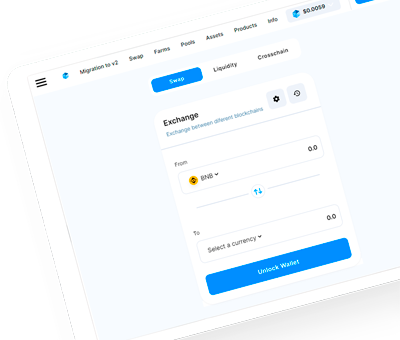 Migration to v2 Swap Farms Pools Assets Products Info $0.0059
Swap Liquidity Crosschain
Exchange
Exchange between different blockchains
From
BNB 0.0
To
Select a currency 0.0
Unlock Wallet